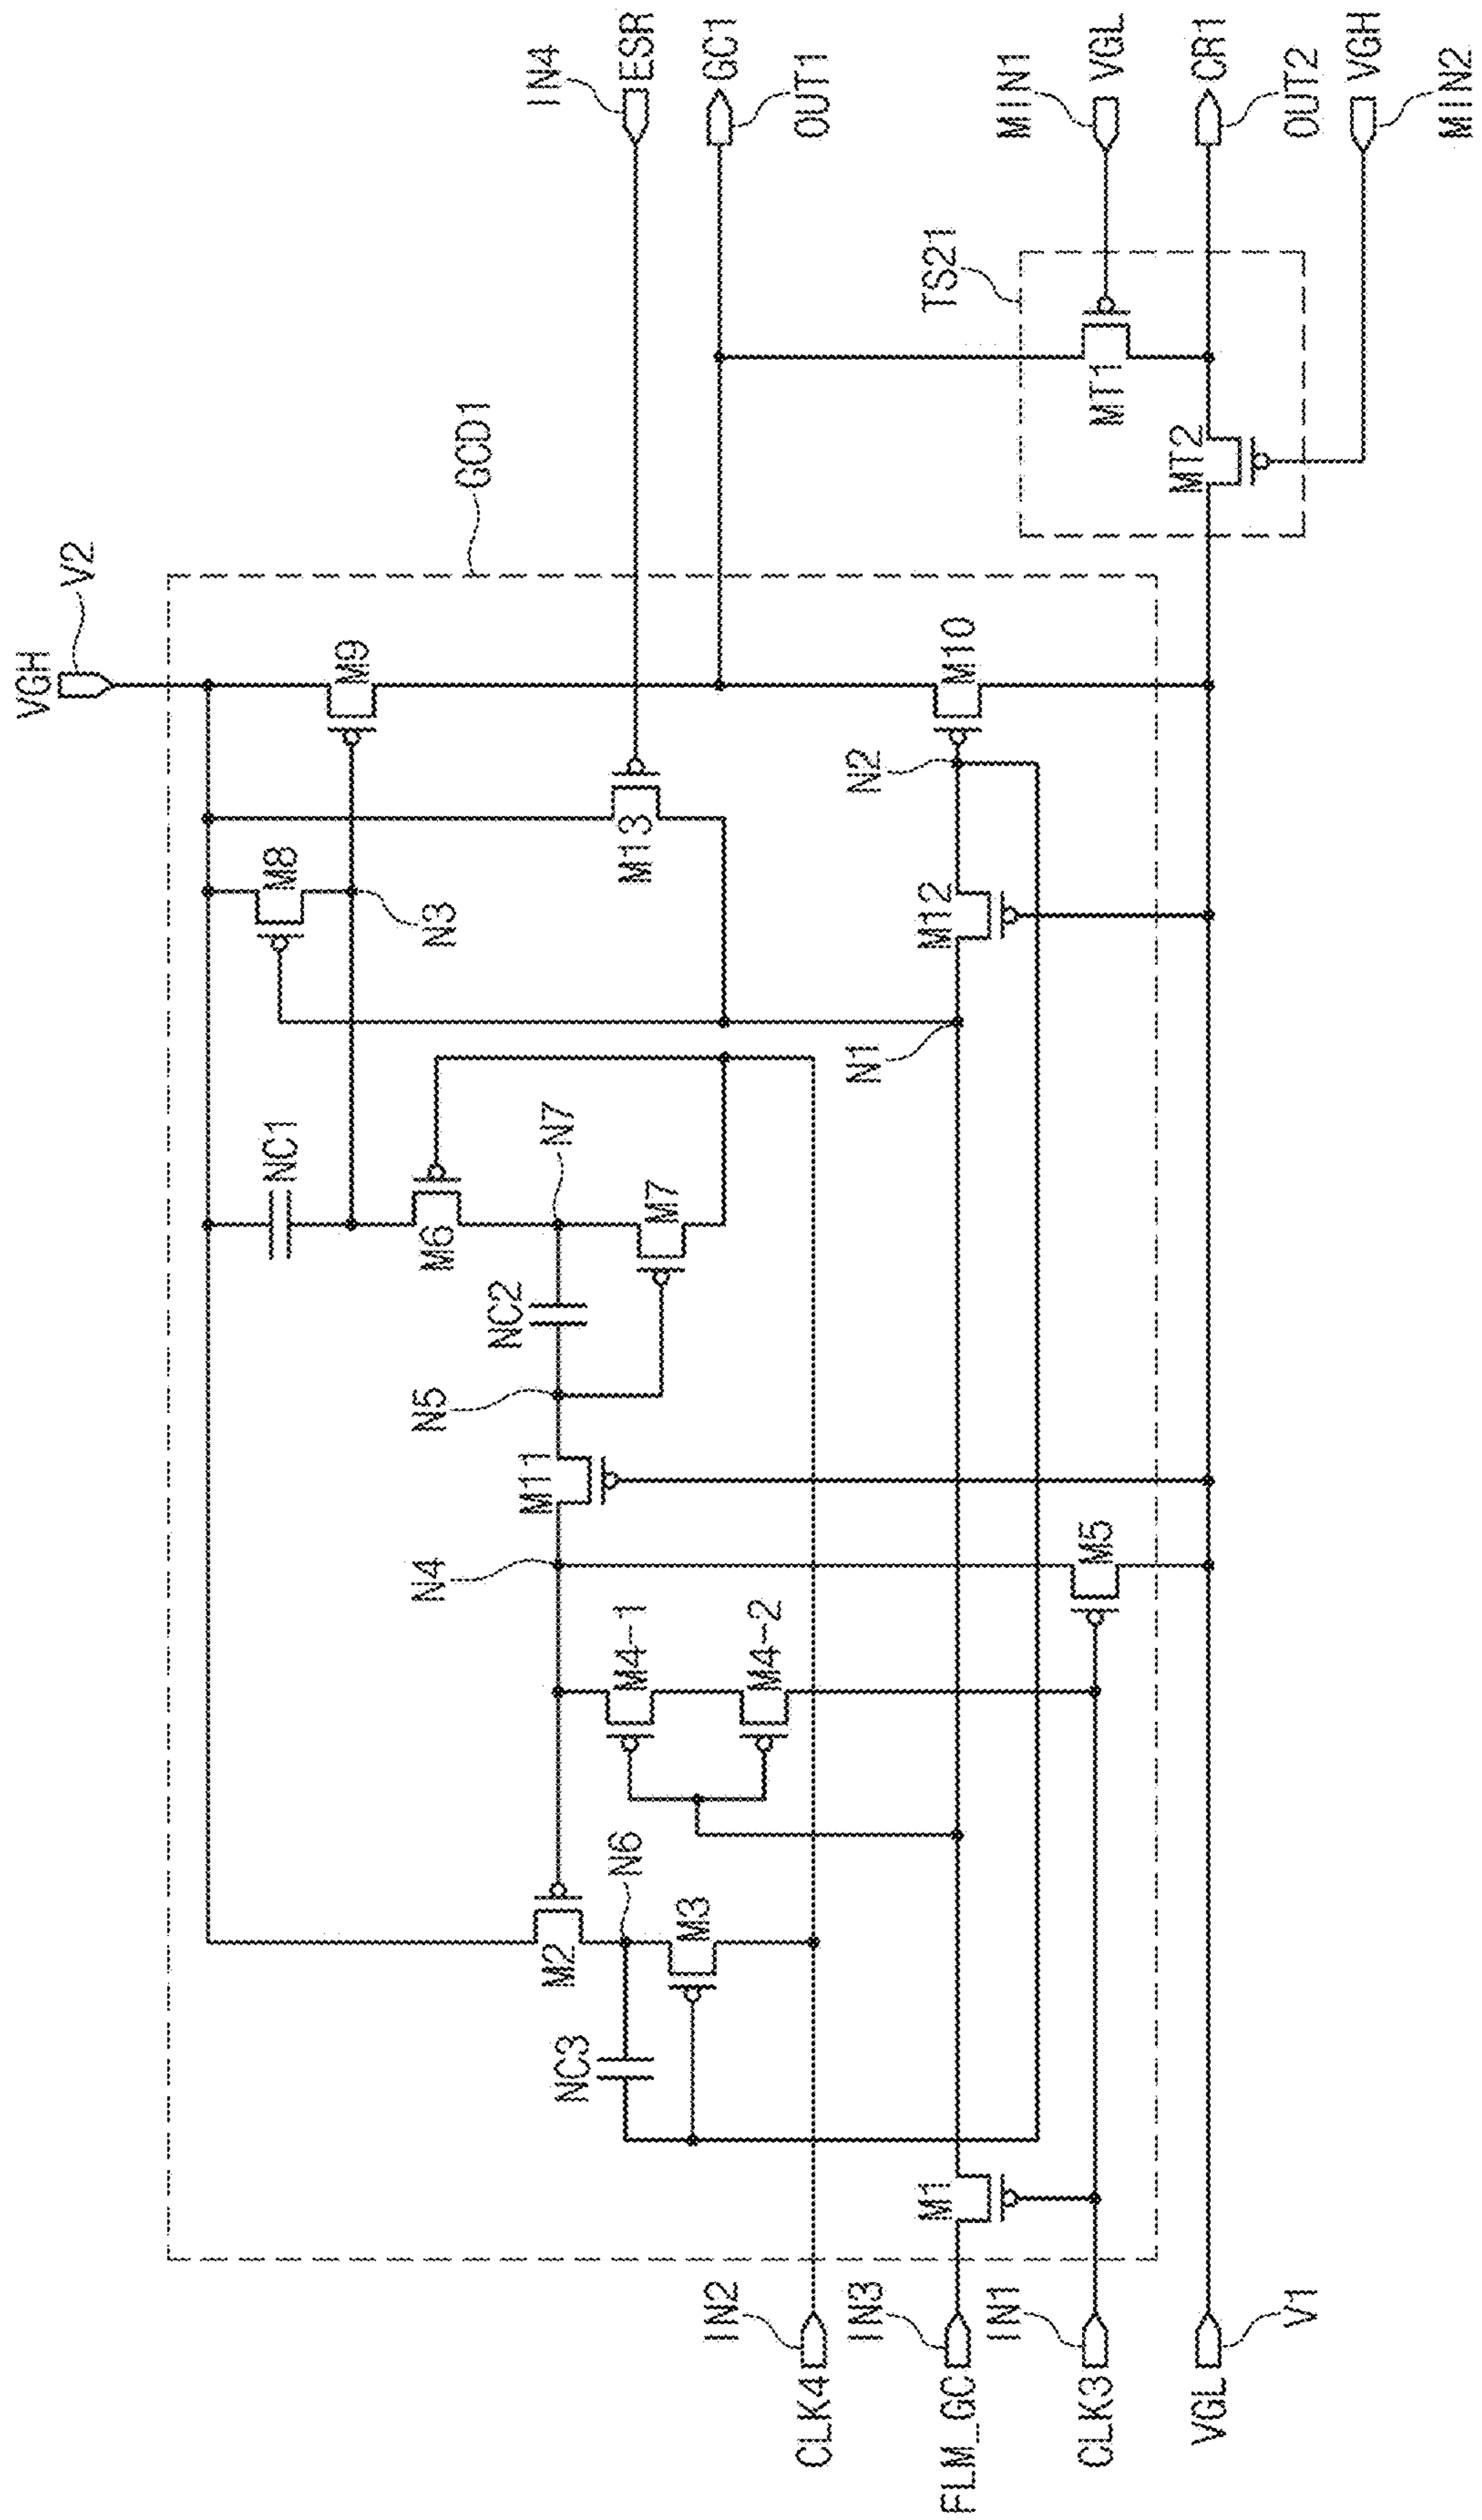 VGH
V2
GCD1
IN4
ESR
GC1
OUT1
TS21
MIN1
VGL
CR1
OUT2
VGH
MIN2
MT1
MT2
M9
M8
N3
M13
M10
N2
M12
N1
NC1
M6
N7
M7
NC2
N5
M11
N4
M5
M4-1
M4-2
M2
N6
M3
NC3
M1
IN2
CLK4
IN3
FLM_GC
IN1
CLK3
VGL
V1